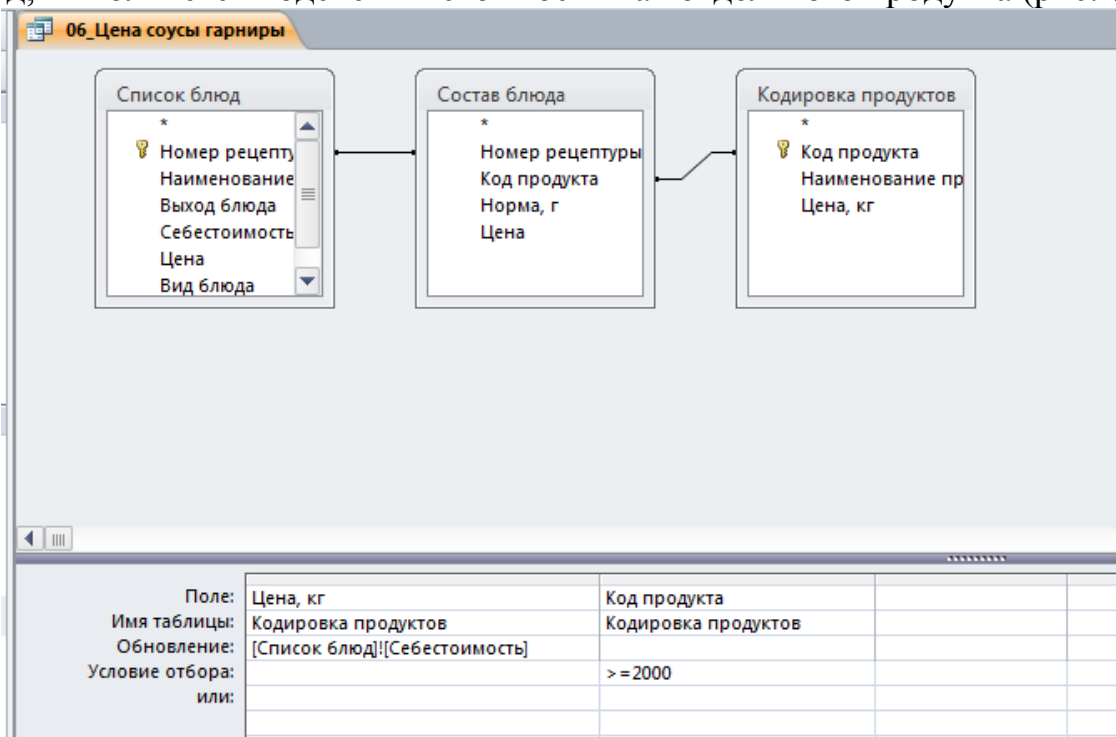 06_Цена соусы гарниры
Список блюд
*
Номер рецепту
Наименование
Выход блюда
Себестоимость
Цена
Вид блюда
Состав блюда
*
Номер рецептуры
Код продукта
Норма, г
Цена
Кодировка продуктов
*
Код продукта
Наименование пр
Цена, кг
Поле: Цена, кг Код продукта
Имя таблицы: Кодировка продуктов Кодировка продуктов
Обновление: [Список блюд]![Себестоимость]
Условие отбора: >=2000
или: